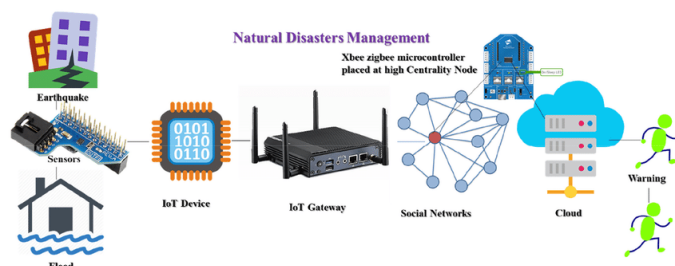 Natural Disasters Management
Xbee zigbee microcontroller
placed at high Centrality Node
Earthquake
Sensors
0101
1010
0110
IoT Device
IoT Gateway
Social Networks
Cloud
Warning
Flood